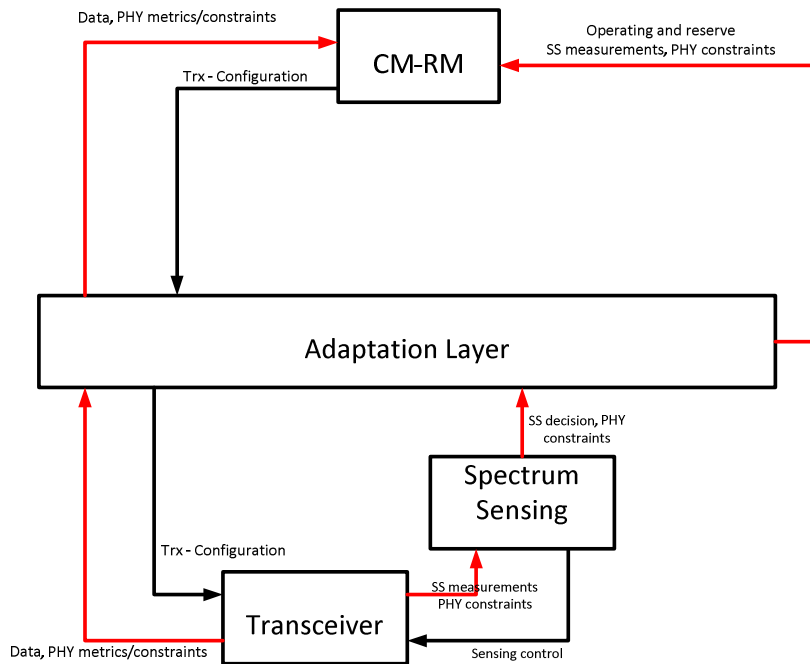 Data, PHY metrics/constraints
Operating and reserve
SS measurements, PHY constraints
CM-RM
Trx - Configuration
Adaptation Layer
SS decision, PHY
constraints
Spectrum
Sensing
Trx - Configuration
SS measurements
PHY constraints
Transceiver
Data, PHY metrics/constraints
Sensing control